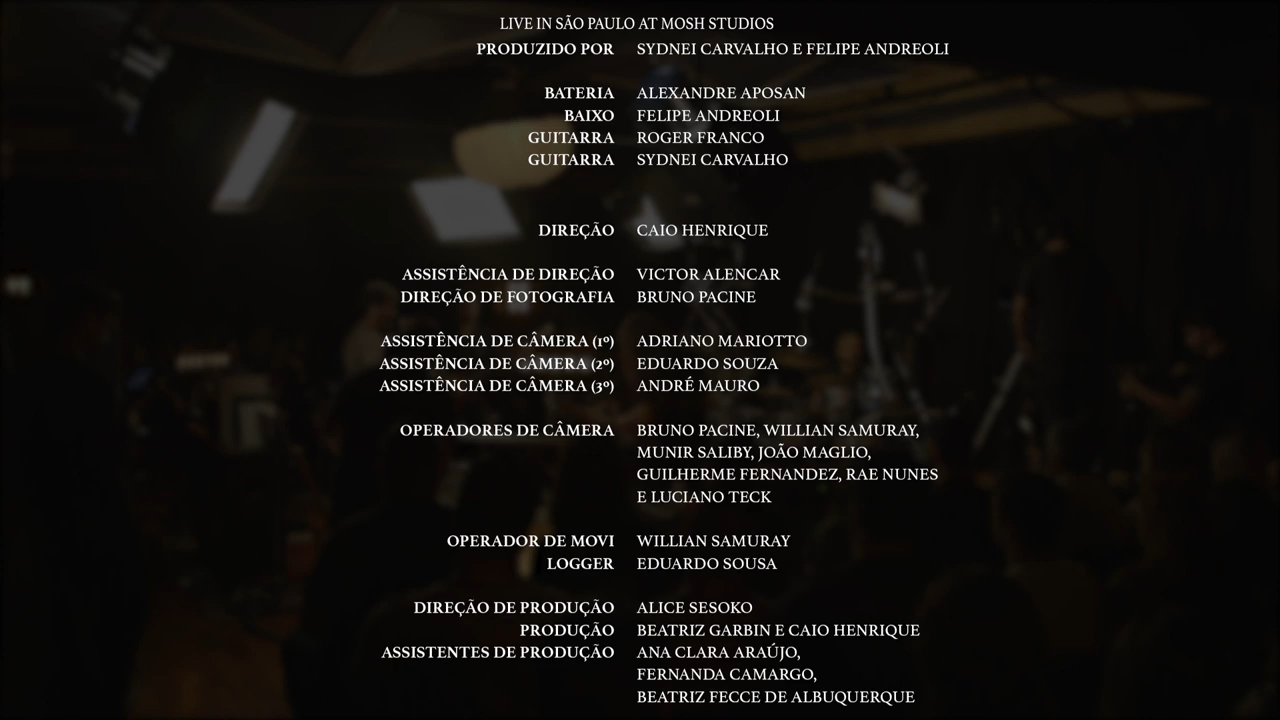 LIVE IN SÃO PAULO AT MOSH STUDIOS
PRODUZIDO POR SYDNEI CARVALHO E FELIPE ANDREOLI
BATERIA ALEXANDRE APOSAN
BAIXO FELIPE ANDREOLI
GUITARRA ROGER FRANCO
GUITARRA SYDNEI CARVALHO
DIREÇÃO CAIO HENRIQUE
ASSISTÊNCIA DE DIREÇÃO VICTOR ALENCAR
DIREÇÃO DE FOTOGRAFIA BRUNO PACINE
ASSISTÊNCIA DE CÂMERA (1º) ADRIANO MARIOTTO
ASSISTÊNCIA DE CÂMERA (2º) EDUARDO SOUZA
ASSISTÊNCIA DE CÂMERA (3º) ANDRÉ MAURO
OPERADORES DE CÂMERA BRUNO PACINE, WILLIAN SAMURAY,
MUNIR SALIBY, JOÃO MAGLIO,
GUILHERME FERNANDEZ, RAE NUNES
E LUCIANO TECK
OPERADOR DE MOVI WILLIAN SAMURAY
LOGGER EDUARDO SOUSA
DIREÇÃO DE PRODUÇÃO ALICE SESOKO
PRODUÇÃO BEATRIZ GARBIN E CAIO HENRIQUE
ASSISTENTES DE PRODUÇÃO ANA CLARA ARAÚJO,
FERNANDA CAMARGO,
BEATRIZ FECCE DE ALBUQUERQUE